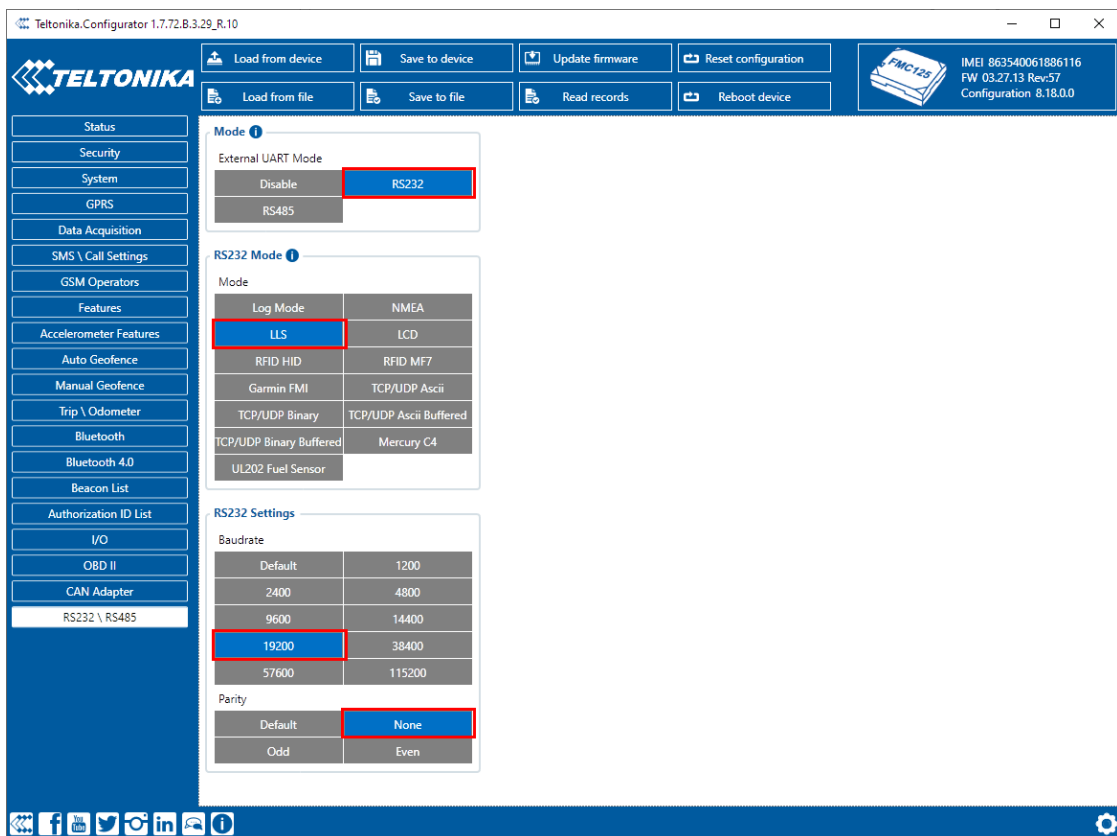 Teltonika.Configurator 1.7.72.B.3.29_R.10
TELTONIKA
Load from device
Save to device
Update firmware
Reset configuration
Load from file
Save to file
Read records
Reboot device
FMC125
IMEI 863540061886116
FW 03.27.13 Rev:57
Configuration 8.18.0.0
Status
Security
System
GPRS
Data Acquisition
SMS \ Call Settings
GSM Operators
Features
Accelerometer Features
Auto Geofence
Manual Geofence
Trip \ Odometer
Bluetooth
Bluetooth 4.0
Beacon List
Authorization ID List
I/O
OBD II
CAN Adapter
RS232 \ RS485
Mode
External UART Mode
Disable
RS232
RS485
RS232 Mode
Mode
Log Mode
NMEA
LLS
LCD
RFID HID
RFID MF7
Garmin FMI
TCP/UDP Ascii
TCP/UDP Binary
TCP/UDP Ascii Buffered
TCP/UDP Binary Buffered
Mercury C4
UL202 Fuel Sensor
RS232 Settings
Baudrate
Default
1200
2400
4800
9600
14400
19200
38400
57600
115200
Parity
Default
None
Odd
Even
You
Tube
in